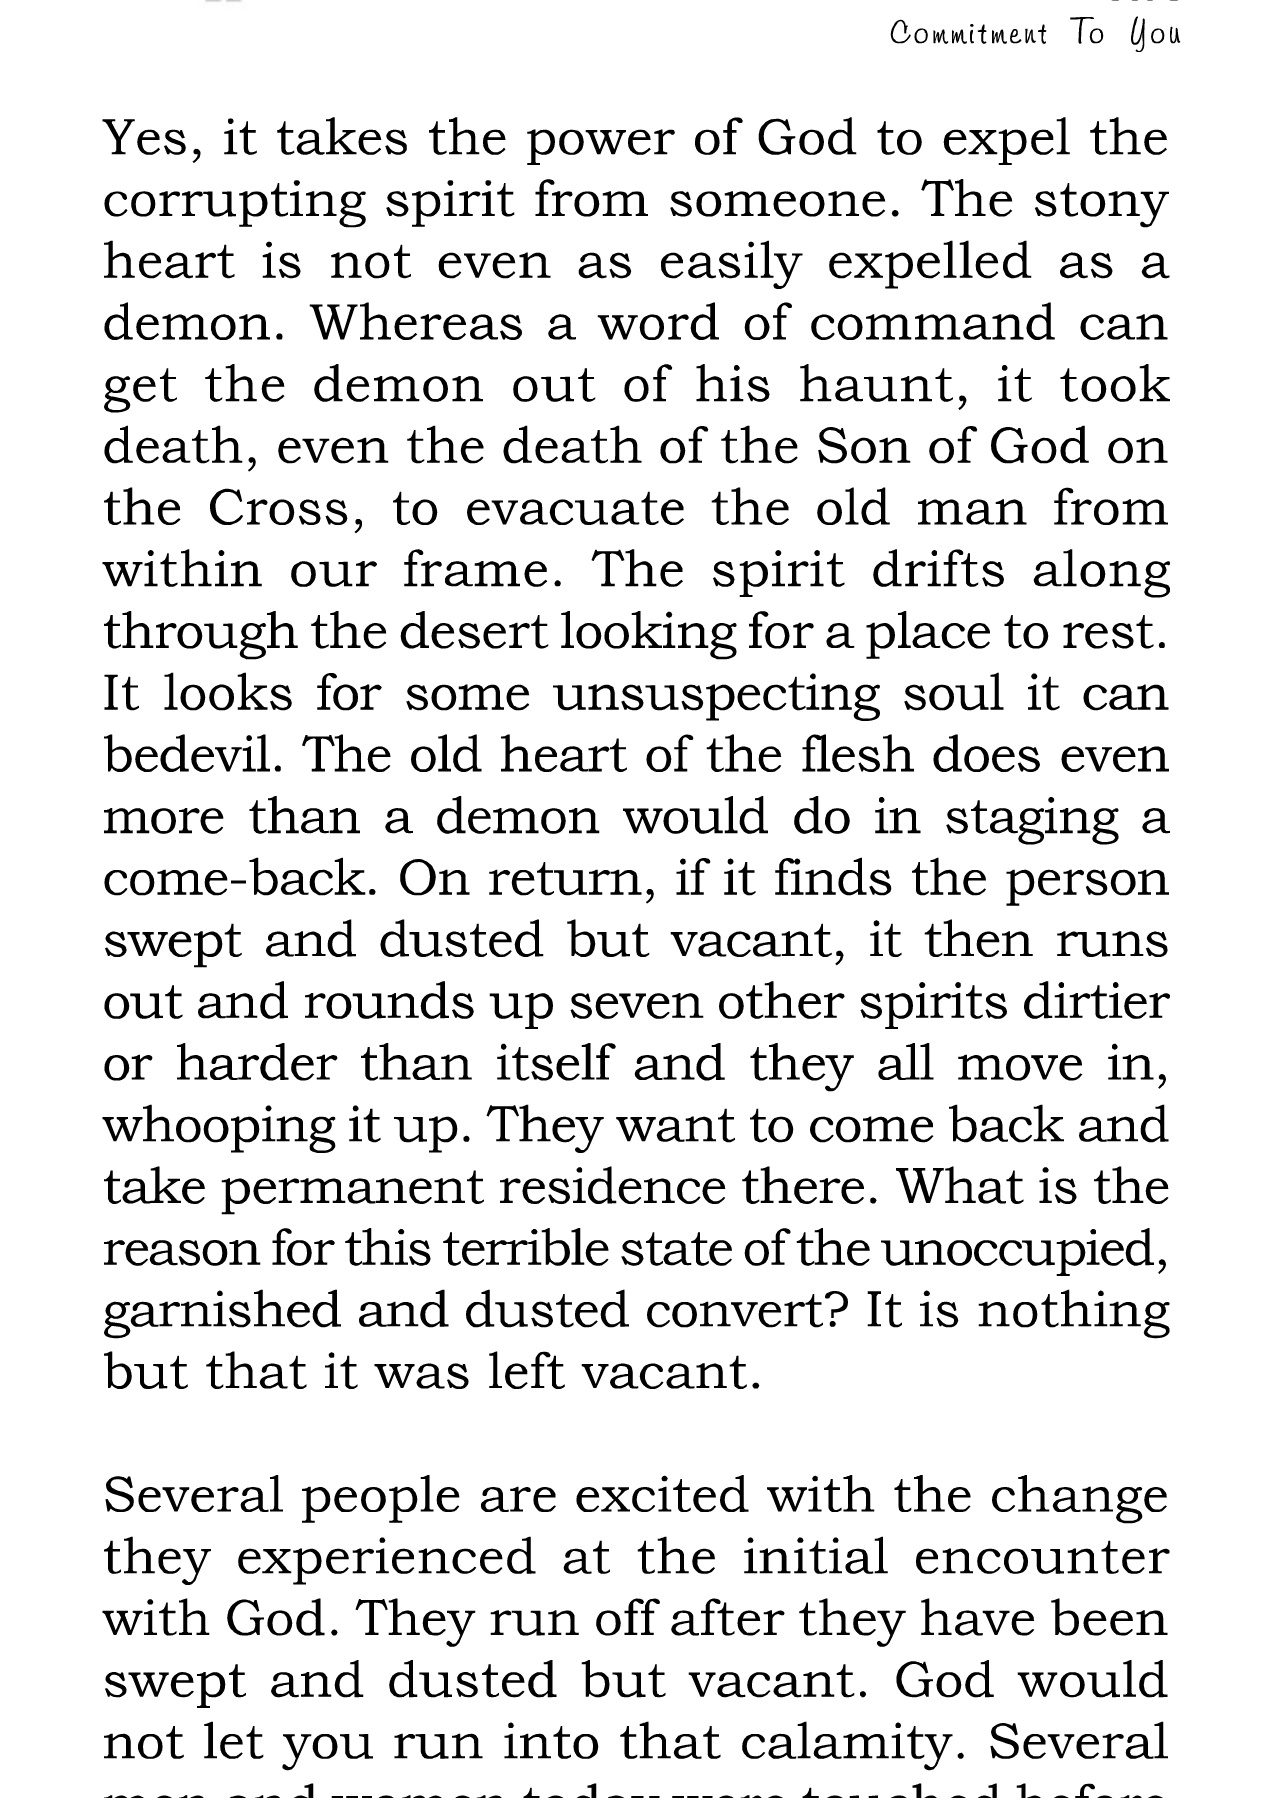 Commitment To You
Yes, it takes the power of God to expel the
corrupting spirit from someone. The stony
heart is not even as easily expelled as a
demon. Whereas a word of command can
get the demon out of his haunt, it took
death, even the death of the Son of God on
the Cross, to evacuate the old man from
within our frame. The spirit drifts along
through the desert looking for a place to rest.
It looks for some unsuspecting soul it can
bedevil. The old heart of the flesh does even
more than a demon would do in staging a
come-back. On return, if it finds the person
swept and dusted but vacant, it then runs
out and rounds up seven other spirits dirtier
or harder than itself and they all move in,
whooping it up. They want to come back and
take permanent residence there. What is the
reason for this terrible state of the unoccupied,
garnished and dusted convert? It is nothing
but that it was left vacant.
Several people are excited with the change
they experienced at the initial encounter
with God. They run off after they have been
swept and dusted but vacant. God would
not let you run into that calamity. Several
men and women today were touched before